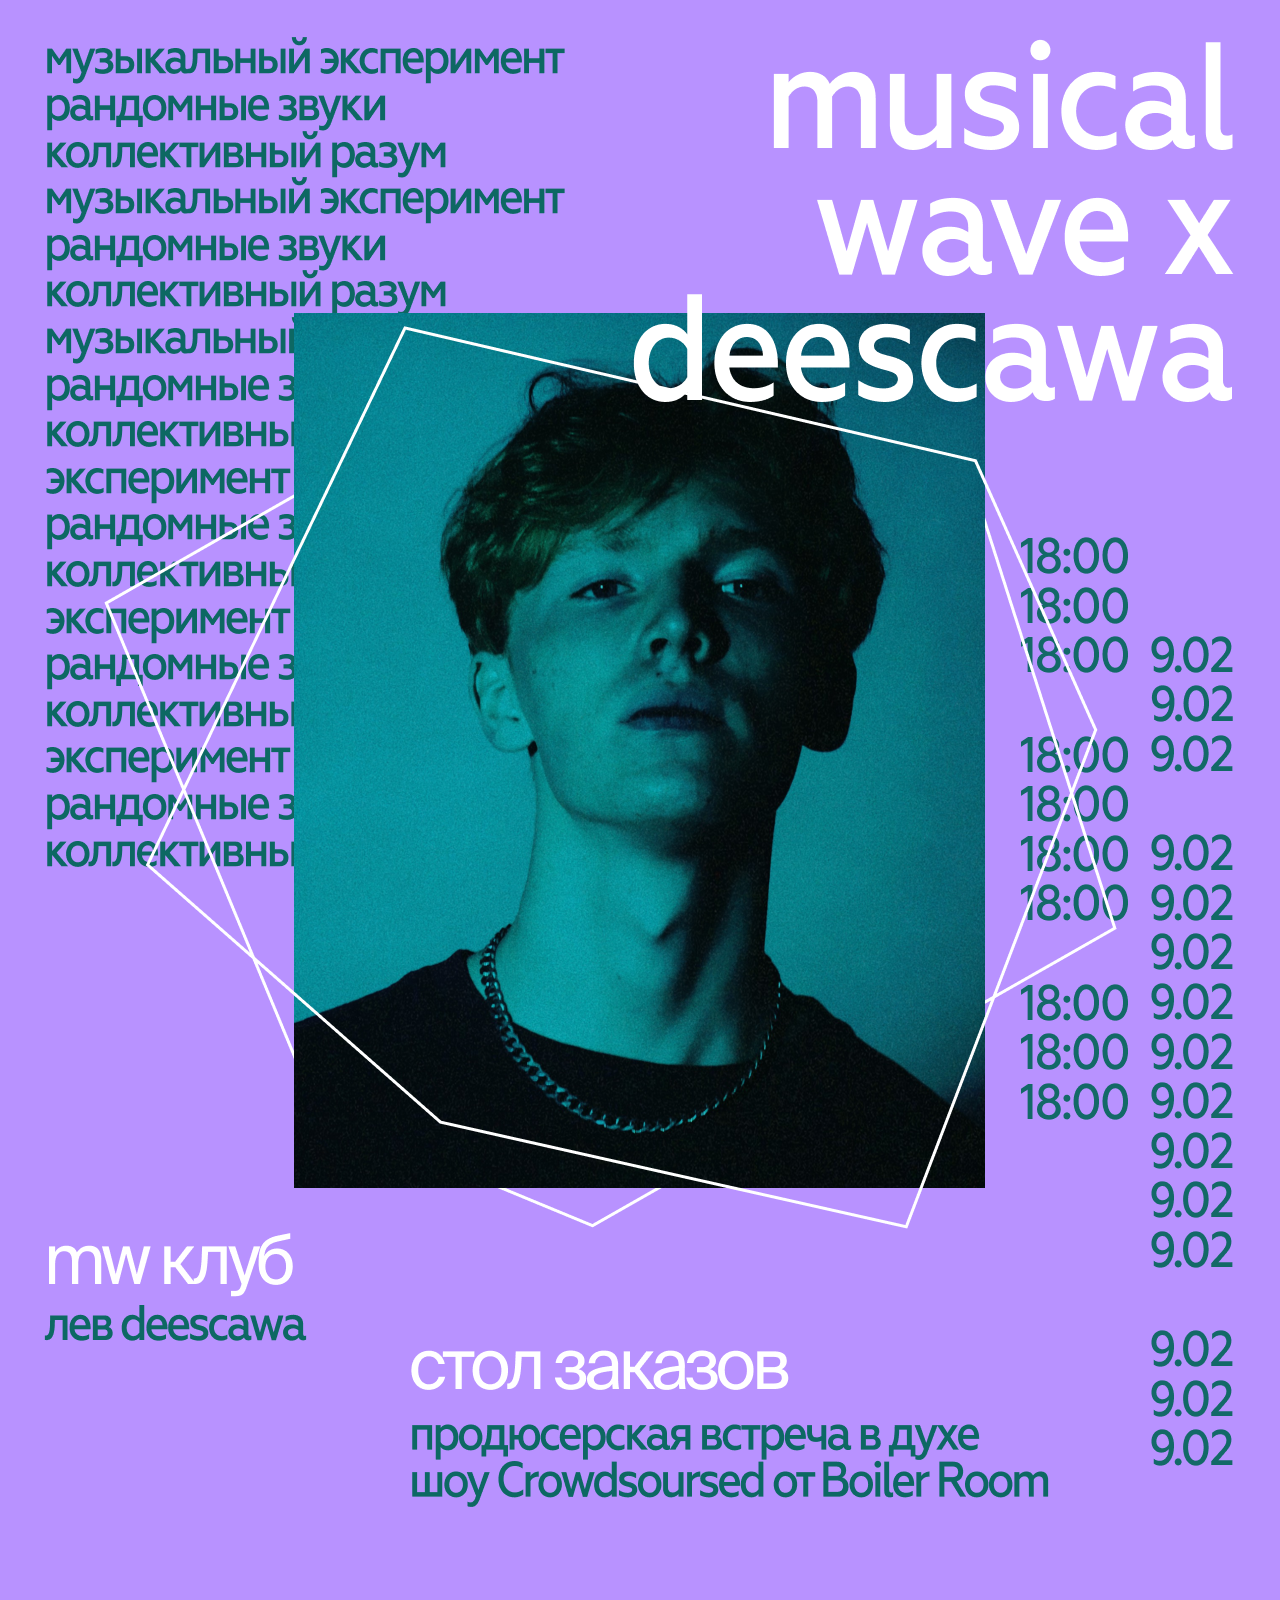 музыкальный эксперимент
рандомные звуки
коллективный разум
музыкальный эксперимент
рандомные звуки
коллективный разум
музыкальный
рандомные з
коллективны
эксперимент
рандомные з
коллективны
эксперимент
рандомные з
коллективны
эксперимент
рандомные з
коллективны
musical
wave x
deescawa
18:00
18:00
18:00 9.02
9.02
18:00 9.02
18:00
18:00 9.02
18:00 9.02
9.02
18:00 9.02
18:00 9.02
18:00 9.02
9.02
9.02
9.02
9.02
9.02
9.02
mw клуб
лев deescawa
стол заказов
продюсерская встреча в духе
шоу Crowdsoursed от Boiler Room